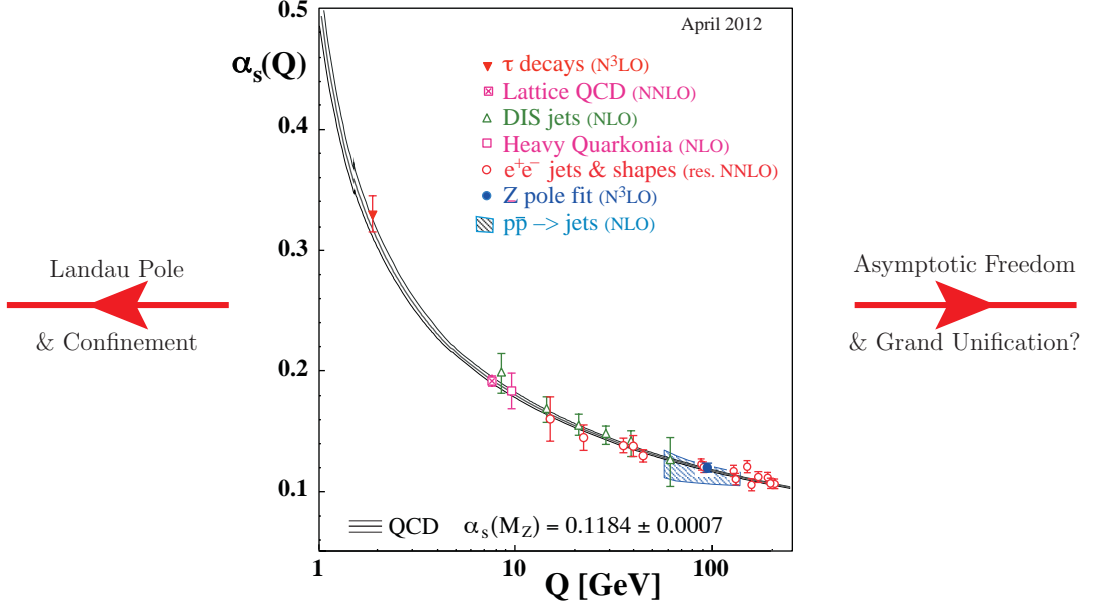 April 2012
0.5
αs(Q)
τ decays (N³LO)
Lattice QCD (NNLO)
DIS jets (NLO)
Heavy Quarkonia (NLO)
e⁺e⁻ jets & shapes (res. NNLO)
Z pole fit (N³LO)
pp̅ –> jets (NLO)
0.4
0.3
0.2
0.1
Landau Pole
& Confinement
Asymptotic Freedom
& Grand Unification?
QCD αs(MZ) = 0.1184 ± 0.0007
1 10 100
Q [GeV]